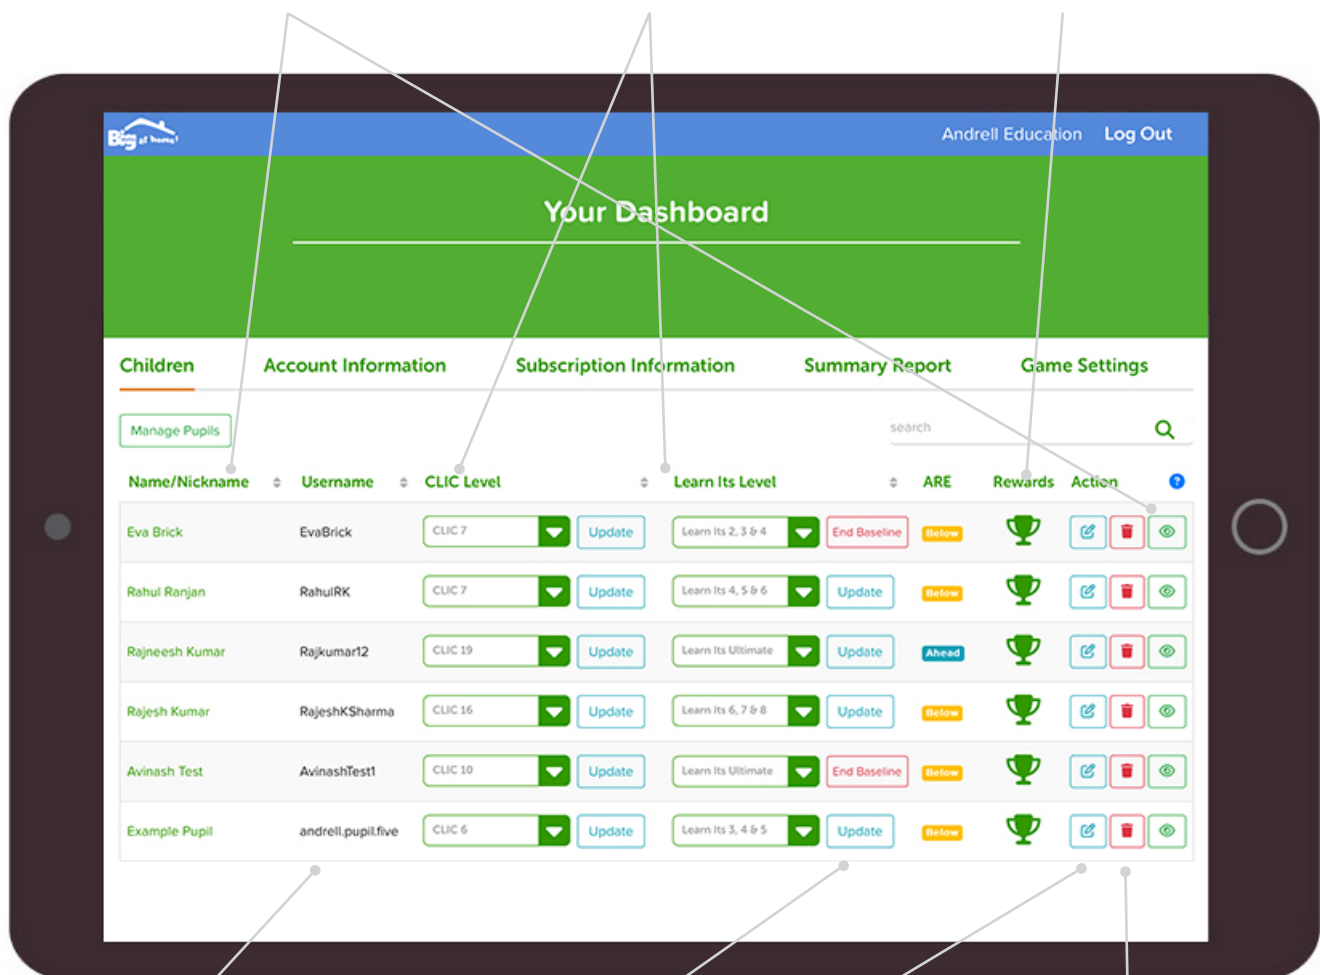 Big at home!
Andrell Education Log Out
Your Dashboard
Children Account Information Subscription Information Summary Report Game Settings
Manage Pupils search
Name/Nickname Username CLIC Level Learn Its Level ARE Rewards Action ?
Eva Brick EvaBrick CLIC 7 Update Learn Its 2, 3 & 4 End Baseline Below
Rahul Ranjan RahulRK CLIC 7 Update Learn Its 4, 5 & 6 Update Below
Rajneesh Kumar Rajkumar12 CLIC 19 Update Learn Its Ultimate Update Ahead
Rajesh Kumar RajeshKSharma CLIC 16 Update Learn Its 6, 7 & 8 Update Below
Avinash Test AvinashTest1 CLIC 10 Update Learn Its Ultimate End Baseline Below
Example Pupil andrell.pupil.five CLIC 6 Update Learn Its 3, 4 & 5 Update Below